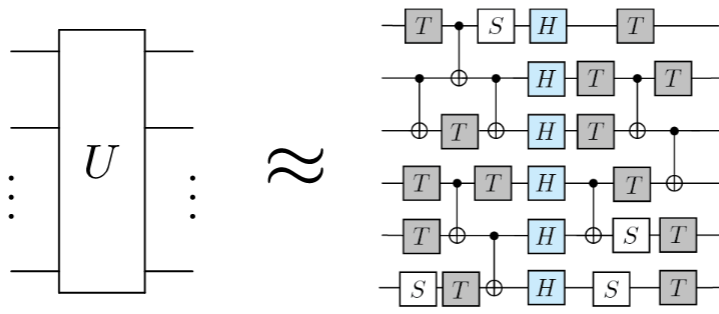 U ≈
T S H T
H T T
T H T
T T H T
T H S T
S T H S T